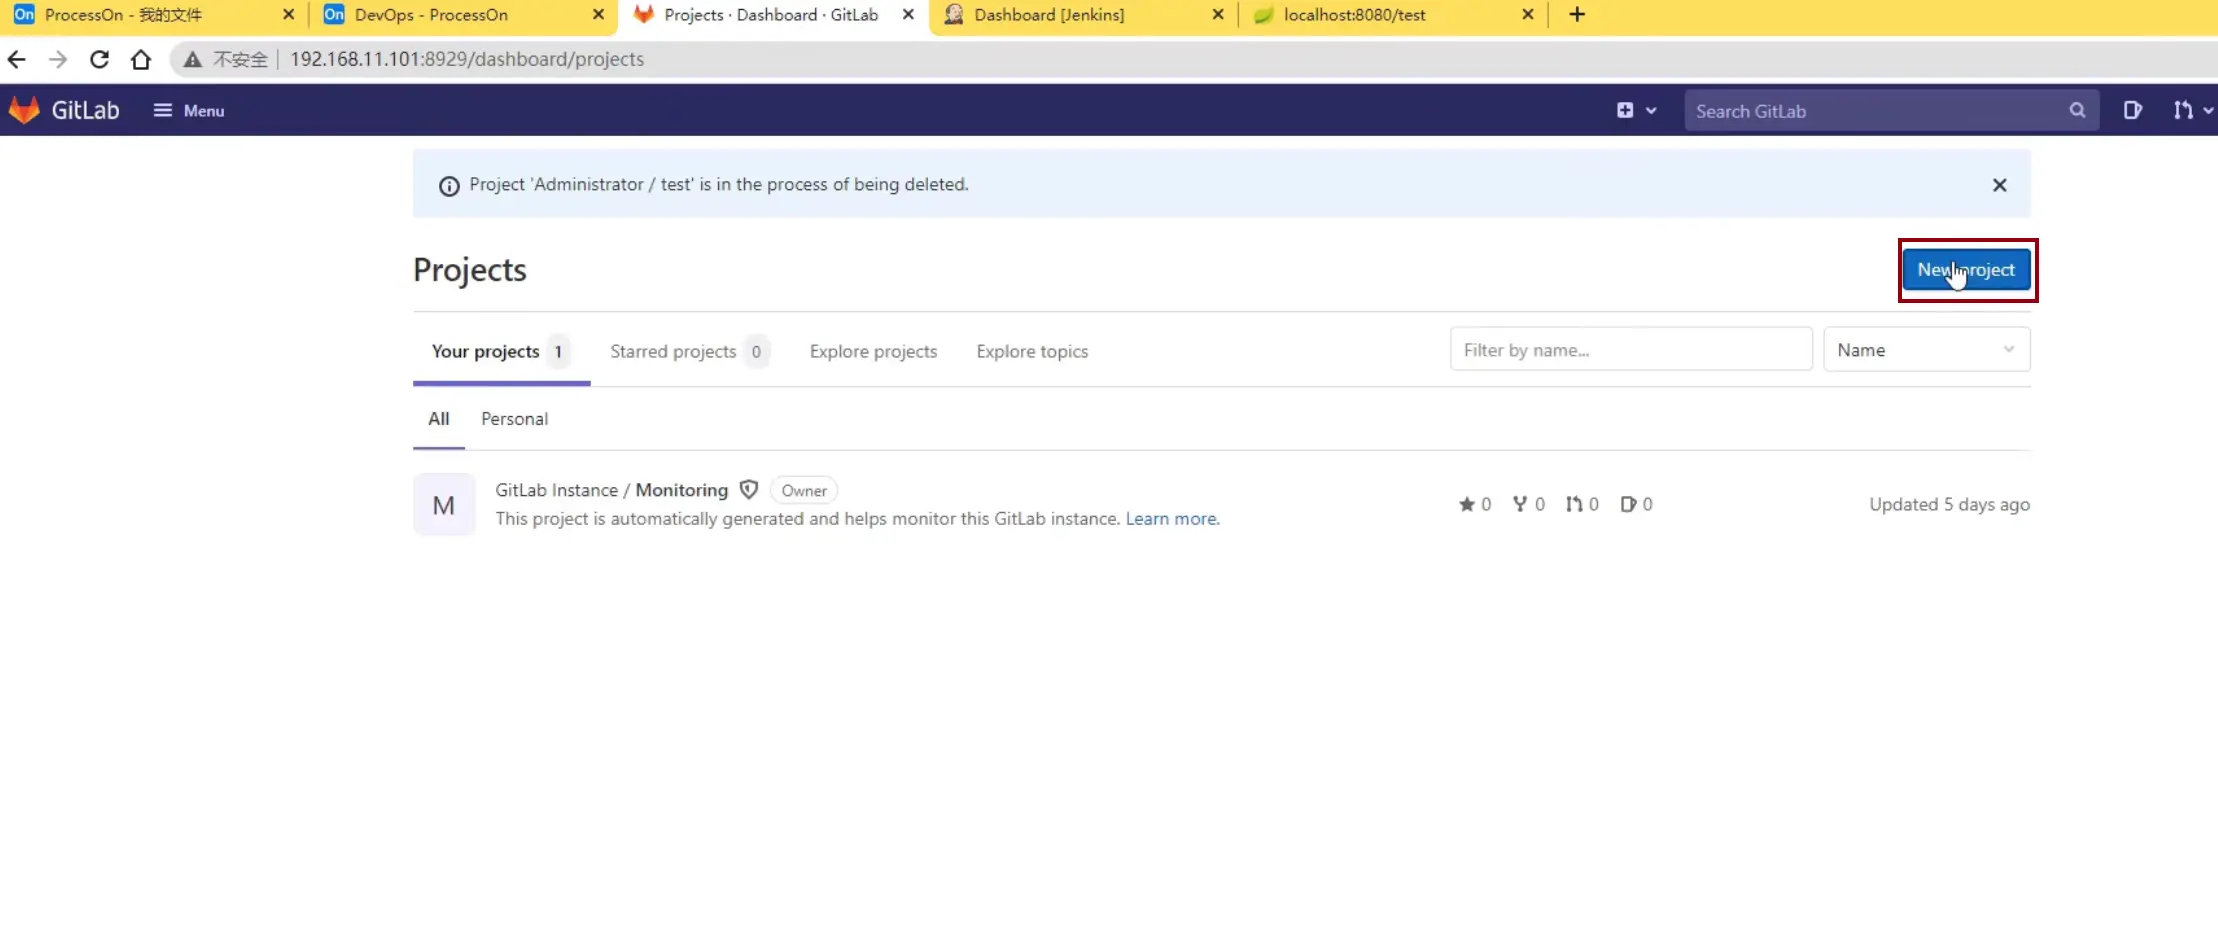 ProcessOn - 我的文件
DevOps - ProcessOn
Projects · Dashboard · GitLab
Dashboard [Jenkins]
localhost:8080/test
不安全
192.168.11.101:8929/dashboard/projects
GitLab
Menu
Search GitLab
Project 'Administrator / test' is in the process of being deleted.
Projects
New project
Your projects 1
Starred projects 0
Explore projects
Explore topics
Filter by name...
Name
All
Personal
M
GitLab Instance / Monitoring
Owner
This project is automatically generated and helps monitor this GitLab instance. Learn more.
0
0
0
0
Updated 5 days ago